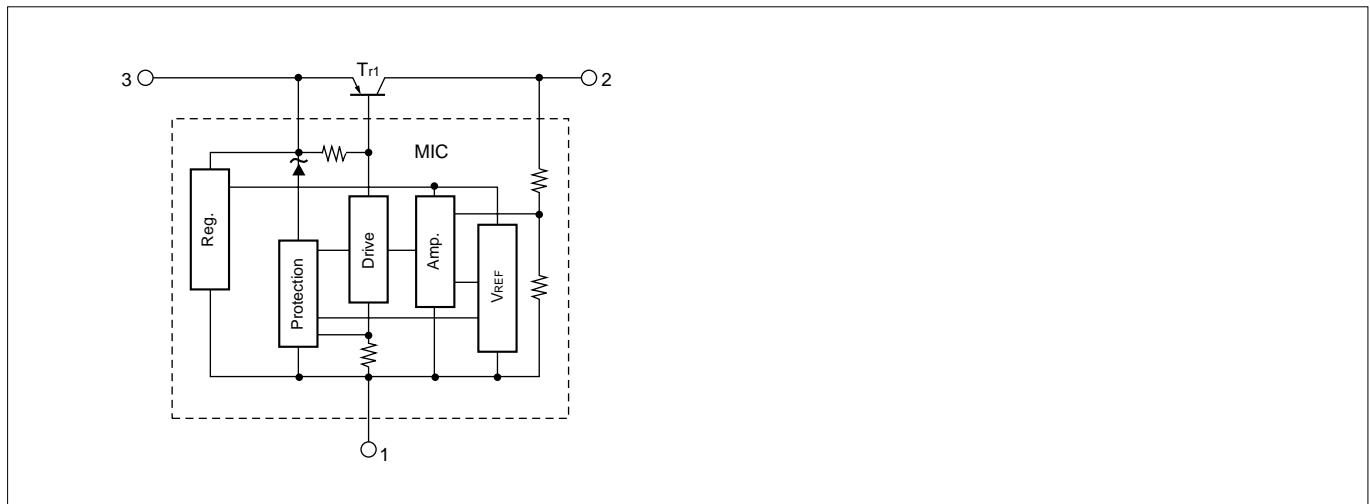 Tr1
3
2
MIC
Reg.
Protection
Drive
Amp.
VREF
1